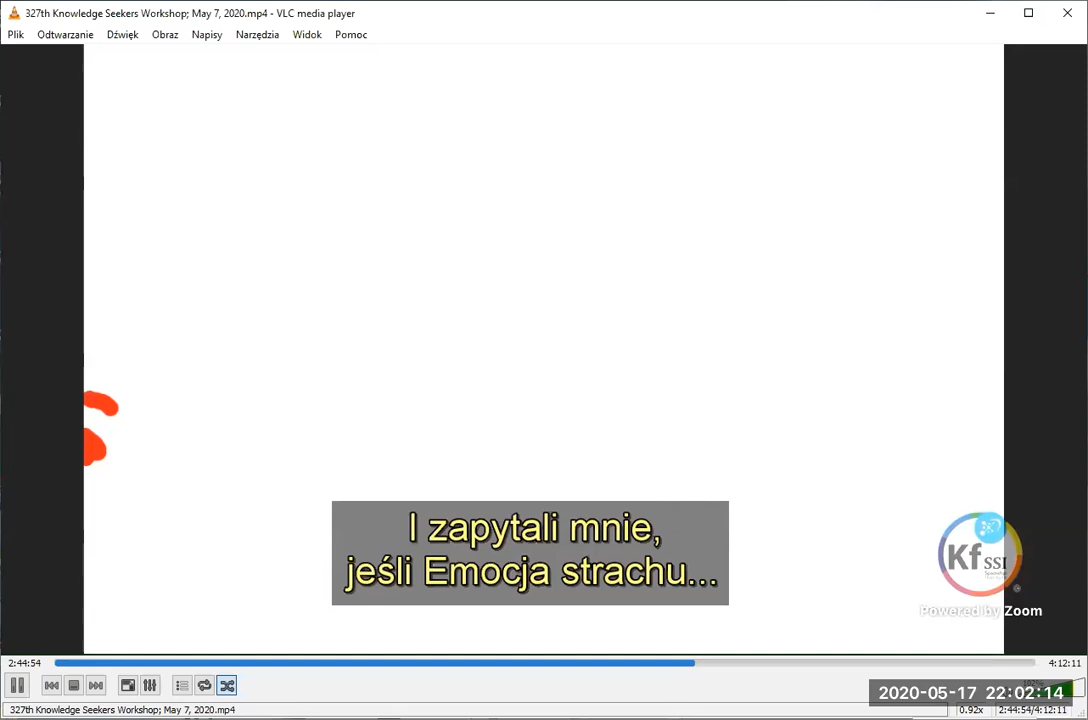 327th Knowledge Seekers Workshop; May 7, 2020.mp4 - VLC media player
Plik Odtwarzanie Dźwięk Obraz Napisy Narzędzia Widok Pomoc
I zapytali mnie,
jeśli Emocja strachu...
Kf SSI
Powered by Zoom
2:44:54 4:12:11
102%
2020-05-17 22:02:14
327th Knowledge Seekers Workshop; May 7, 2020.mp4 0.92x 2:44:54/4:12:11